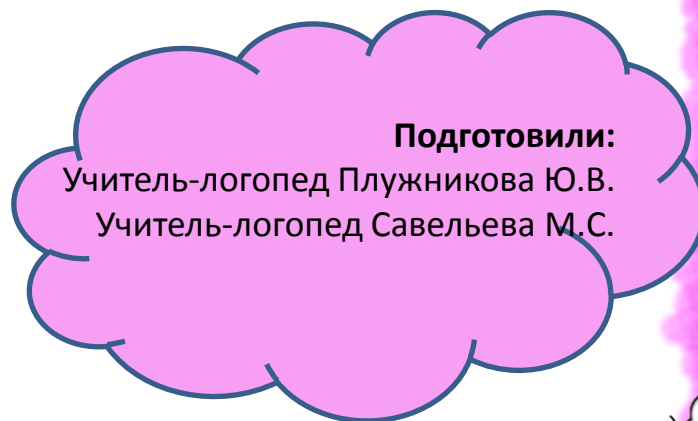 Подготовили:
Учитель-логопед Плужникова Ю.В.
Учитель-логопед Савельева М.С.